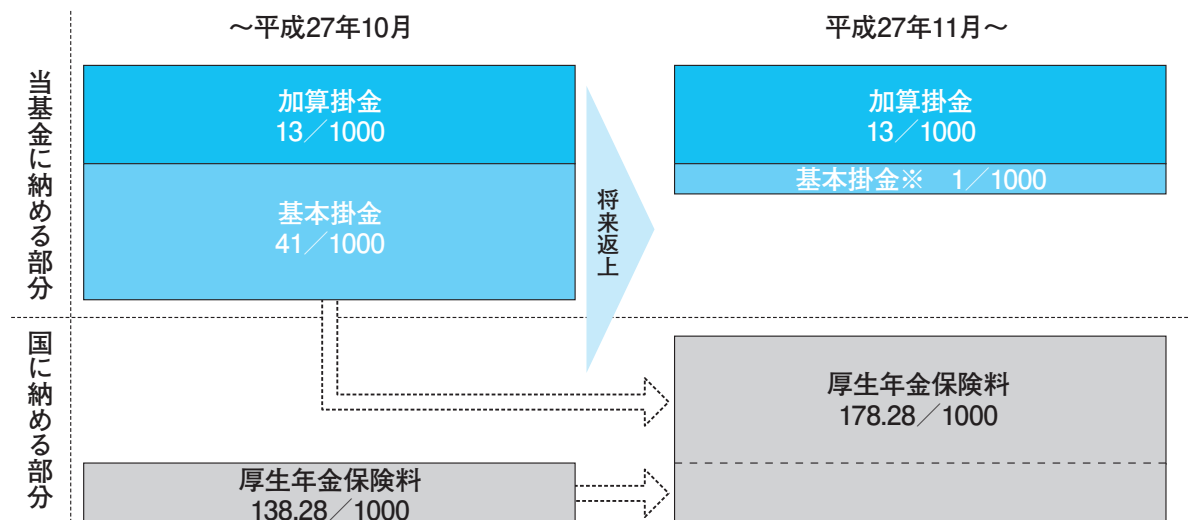 ～平成27年10月
平成27年11月～
当基金に納める部分
加算掛金
13／1000
基本掛金
41／1000
将来返上
加算掛金
13／1000
基本掛金※　1／1000
国に納める部分
厚生年金保険料
138.28／1000
厚生年金保険料
178.28／1000